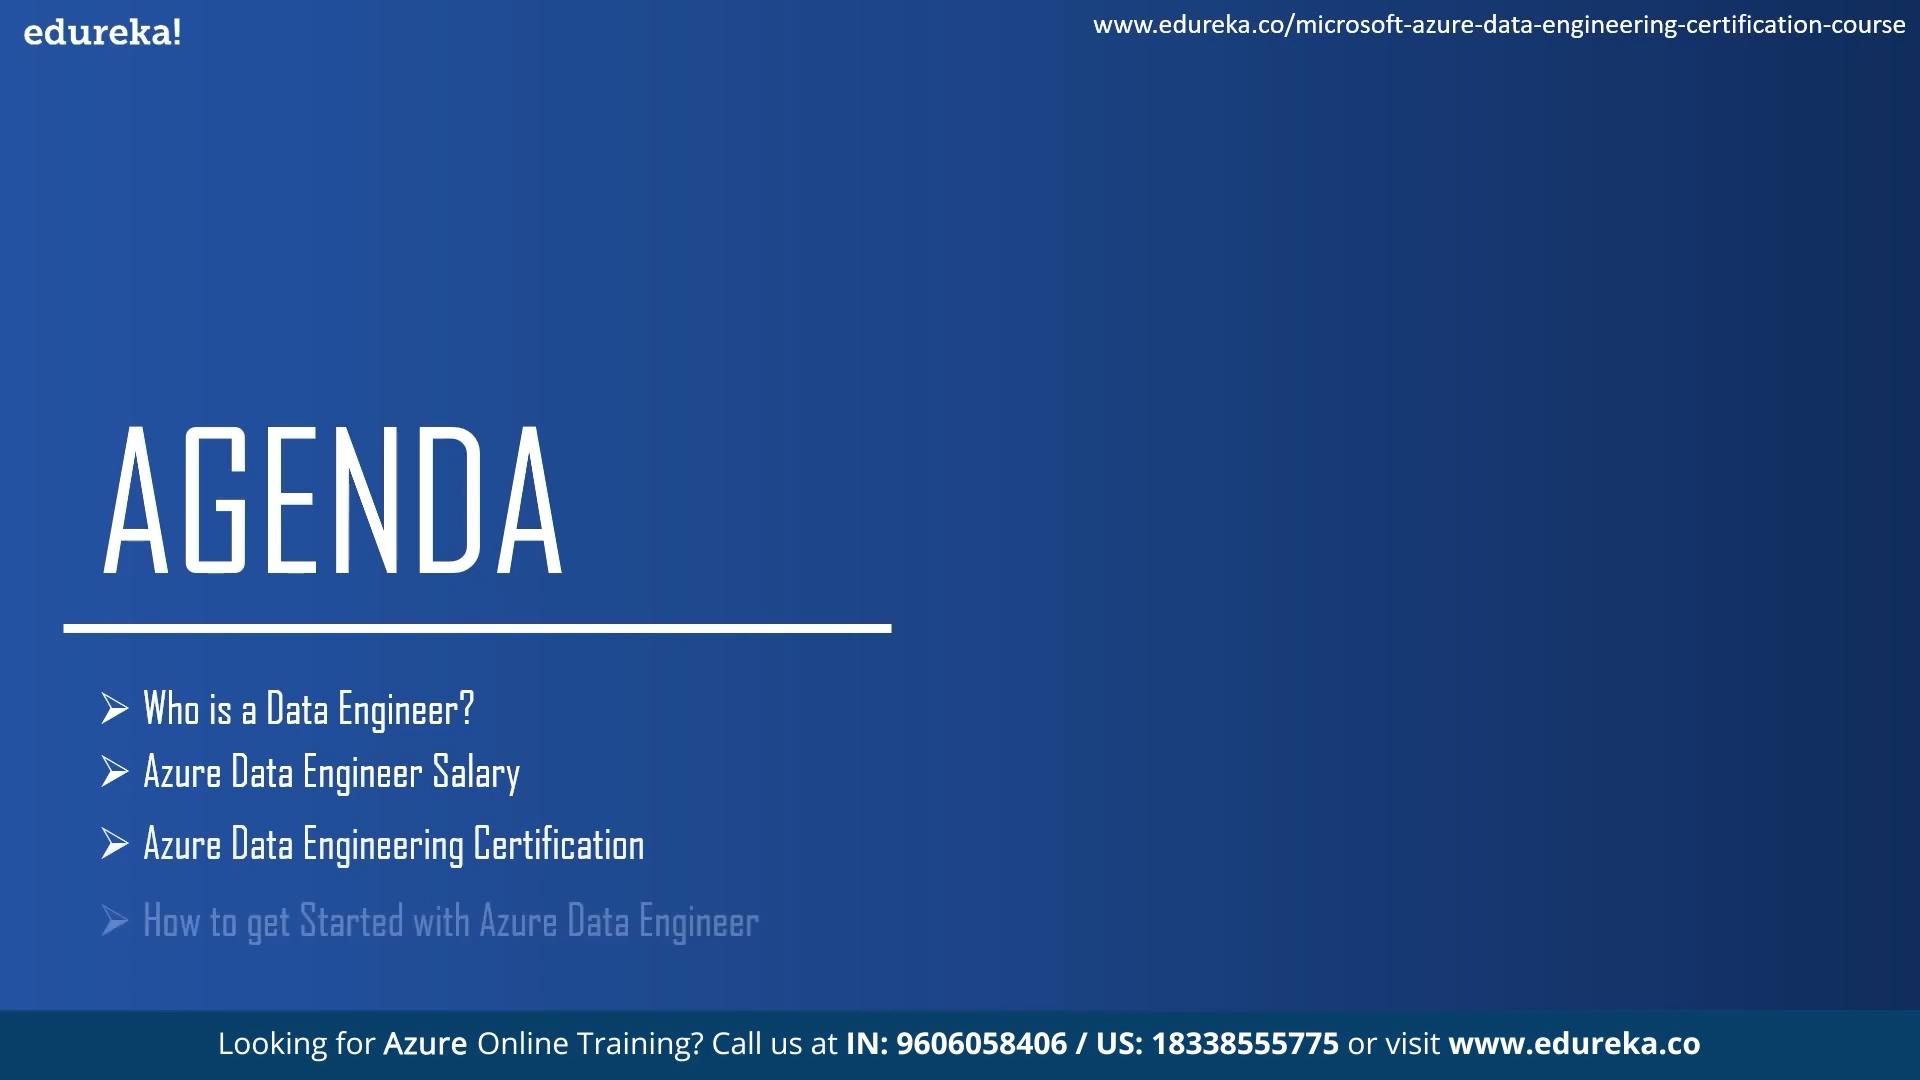 edureka!
www.edureka.co/microsoft-azure-data-engineering-certification-course
AGENDA
➢ Who is a Data Engineer?
➢ Azure Data Engineer Salary
➢ Azure Data Engineering Certification
➢ How to get Started with Azure Data Engineer
Looking for Azure Online Training? Call us at IN: 9606058406 / US: 18338555775 or visit www.edureka.co